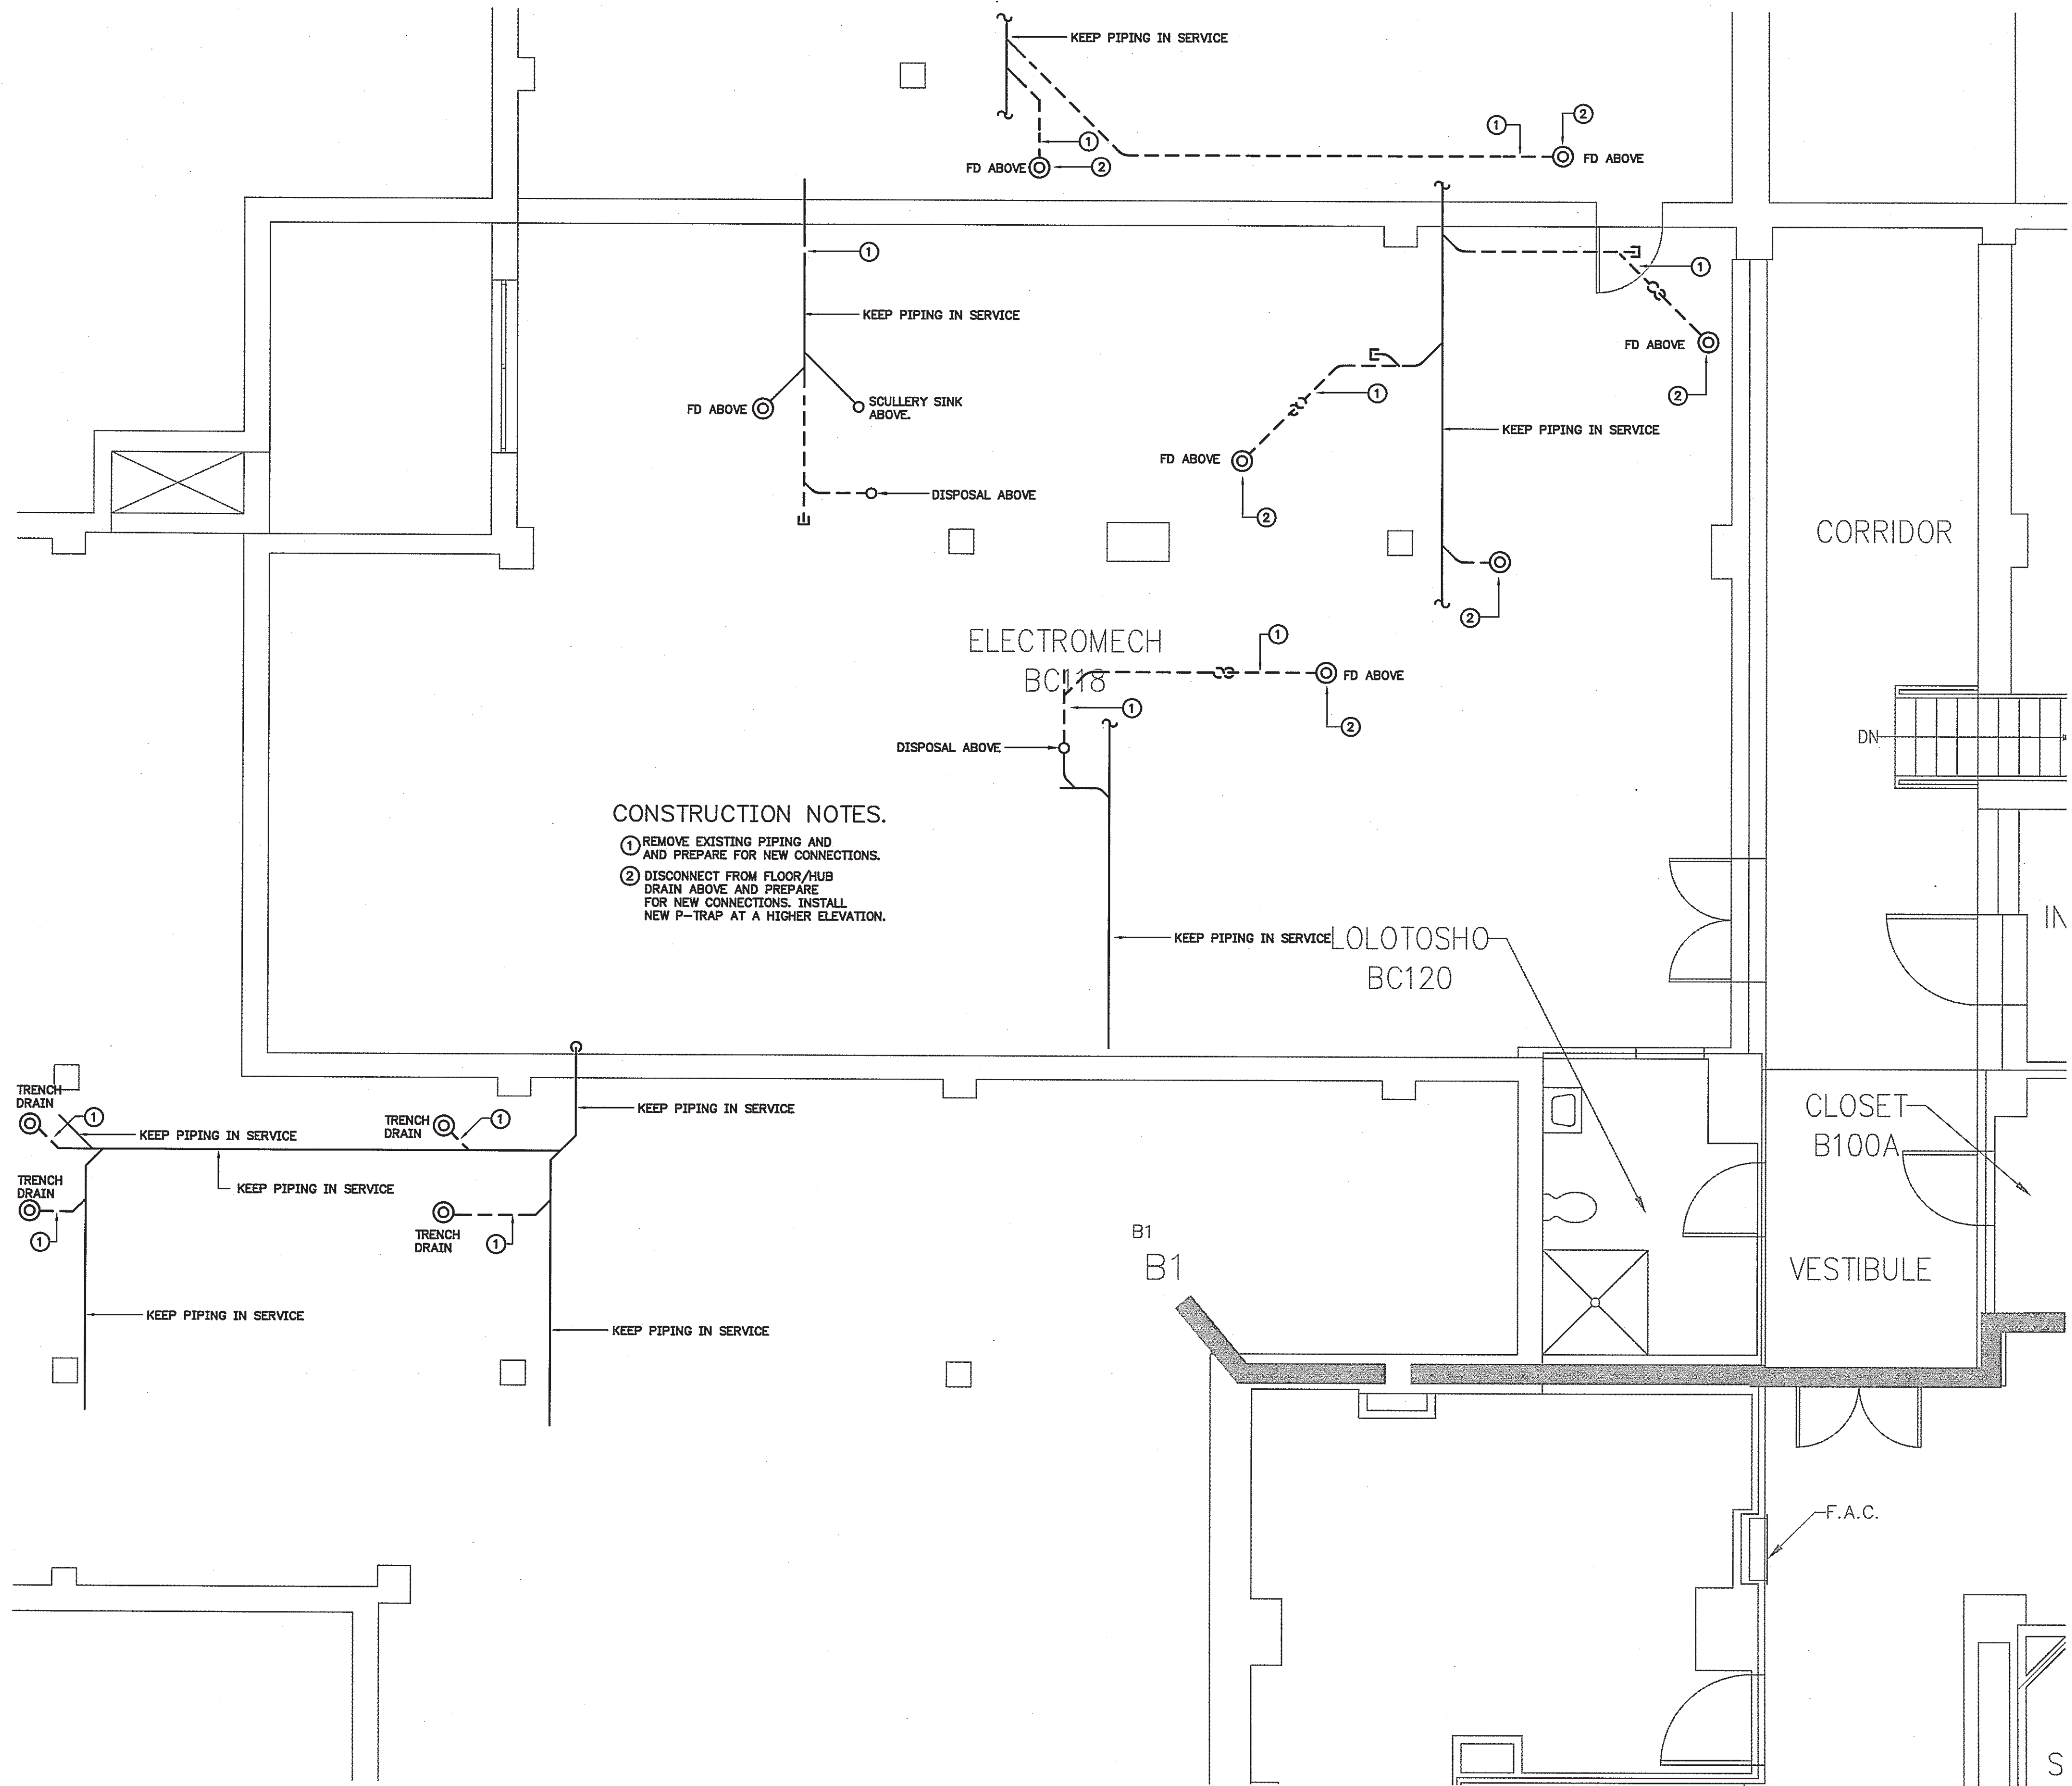 KEEP PIPING IN SERVICE
2
1
1
FD ABOVE
FD ABOVE
2
1
1
KEEP PIPING IN SERVICE
FD ABOVE
2
1
FD ABOVE
SCULLERY SINK
ABOVE.
KEEP PIPING IN SERVICE
FD ABOVE
DISPOSAL ABOVE
2
CORRIDOR
2
ELECTROMECH
BC118
1
FD ABOVE
1
2
DISPOSAL ABOVE
DN
CONSTRUCTION NOTES.
1 REMOVE EXISTING PIPING AND
AND PREPARE FOR NEW CONNECTIONS.
2 DISCONNECT FROM FLOOR/HUB
DRAIN ABOVE AND PREPARE
FOR NEW CONNECTIONS. INSTALL
NEW P-TRAP AT A HIGHER ELEVATION.
IN
KEEP PIPING IN SERVICE
LOLOTOSHO
BC120
TRENCH
DRAIN
1
KEEP PIPING IN SERVICE
TRENCH
DRAIN
1
KEEP PIPING IN SERVICE
CLOSET
B100A
KEEP PIPING IN SERVICE
TRENCH
DRAIN
1
TRENCH
DRAIN
1
B1
B1
VESTIBULE
KEEP PIPING IN SERVICE
KEEP PIPING IN SERVICE
F.A.C.
S